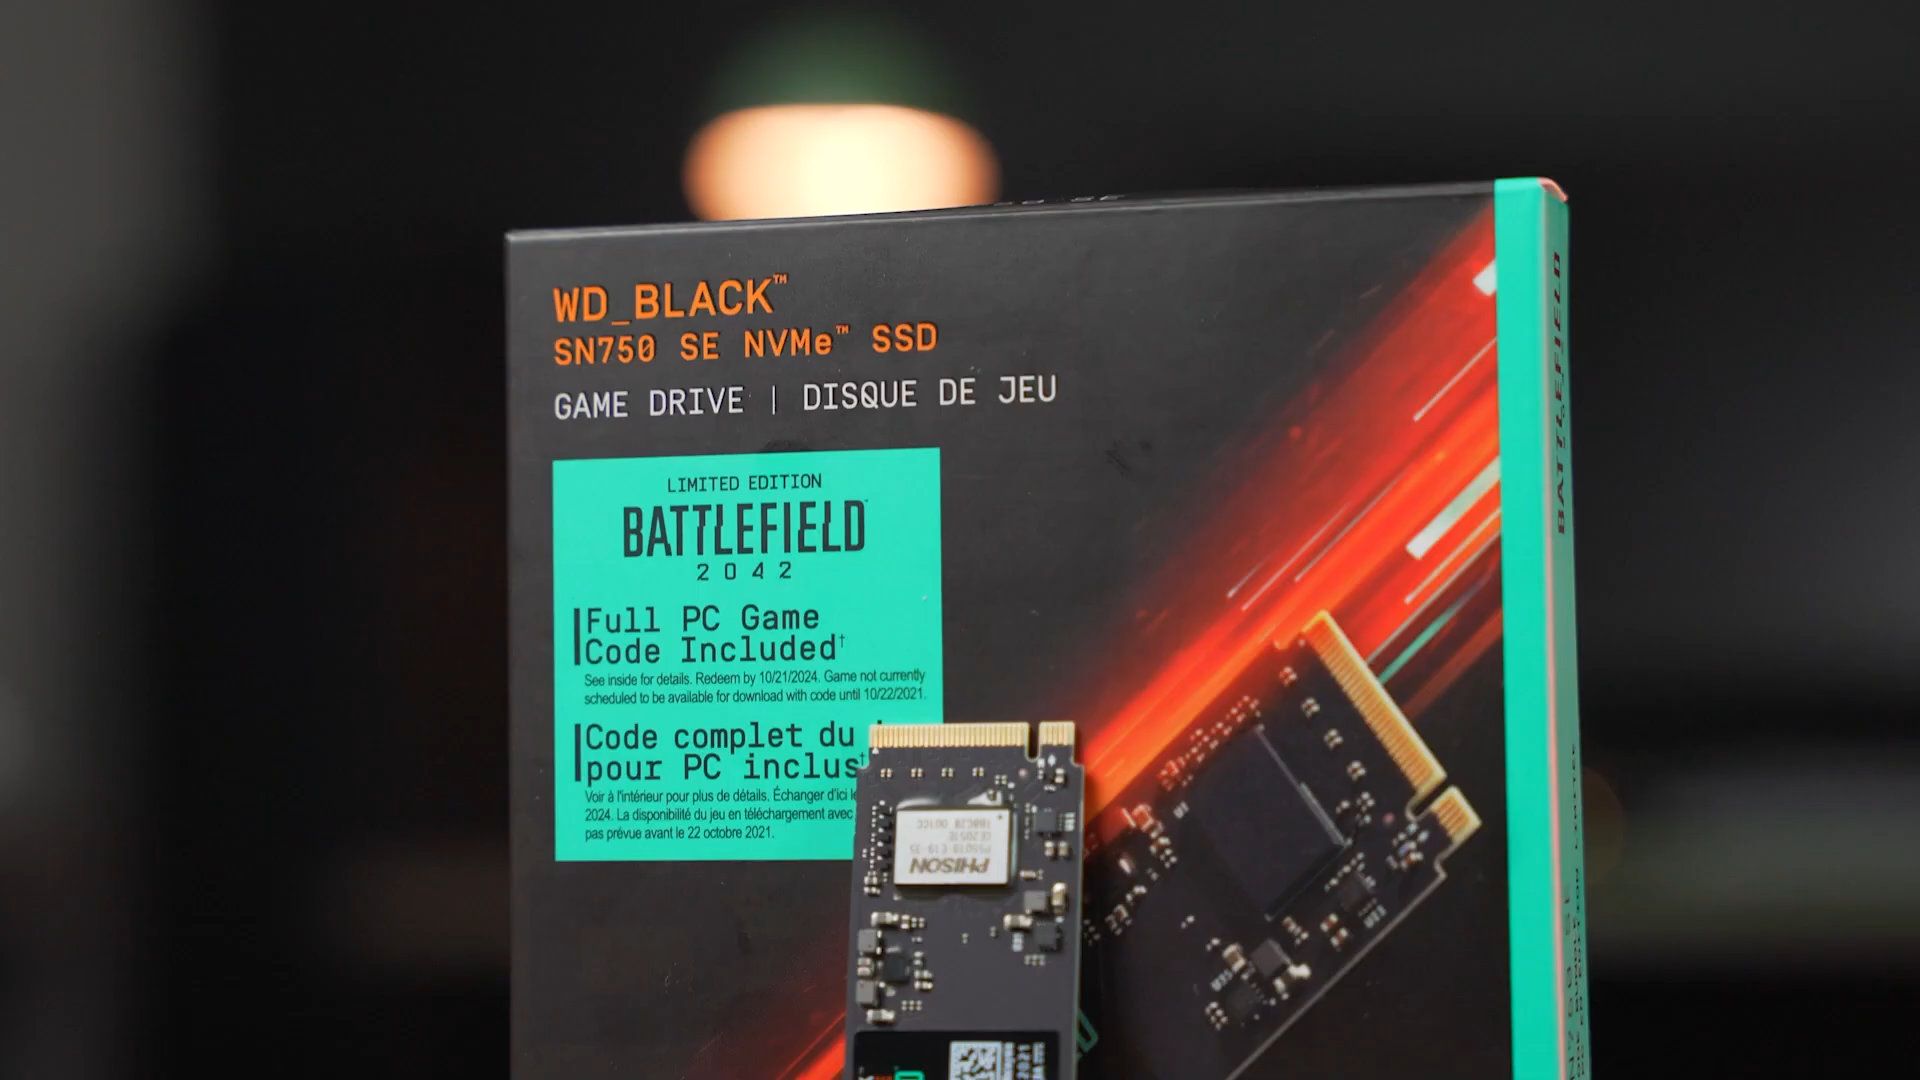 WD_BLACK™
SN750 SE NVMe™ SSD
GAME DRIVE | DISQUE DE JEU
LIMITED EDITION
BATTLEFIELD
2042
Full PC Game
Code Included†
See inside for details. Redeem by 10/21/2024. Game not currently
scheduled to be available for download with code until 10/22/2021.
Code complet du
pour PC inclus†
Voir à l'intérieur pour plus de détails. Échanger d'ici
2024. La disponibilité du jeu en téléchargement avec
pas prévue avant le 22 octobre 2021.
PHISON
BATTLEFIELD
U1
2021